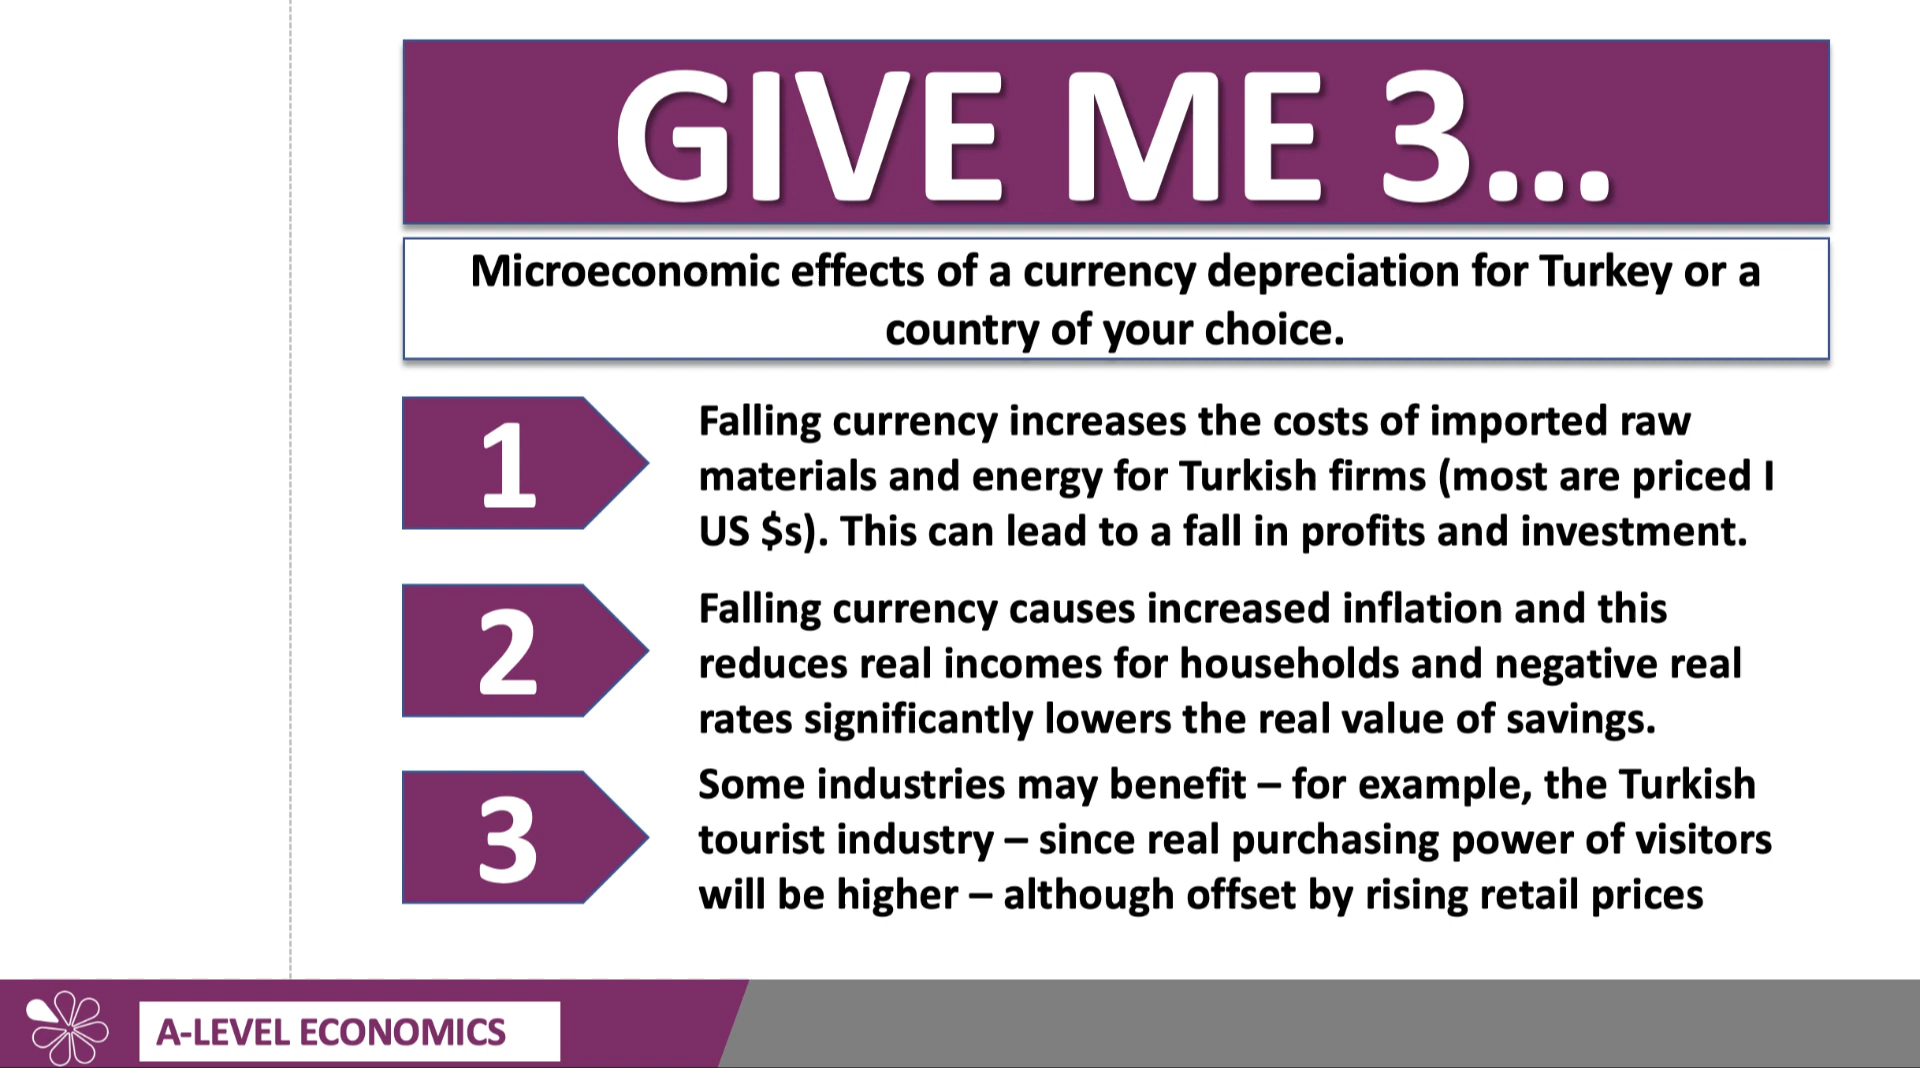 GIVE ME 3...
Microeconomic effects of a currency depreciation for Turkey or a
country of your choice.
1
Falling currency increases the costs of imported raw
materials and energy for Turkish firms (most are priced I
US $s). This can lead to a fall in profits and investment.
2
Falling currency causes increased inflation and this
reduces real incomes for households and negative real
rates significantly lowers the real value of savings.
3
Some industries may benefit – for example, the Turkish
tourist industry – since real purchasing power of visitors
will be higher – although offset by rising retail prices
A-LEVEL ECONOMICS